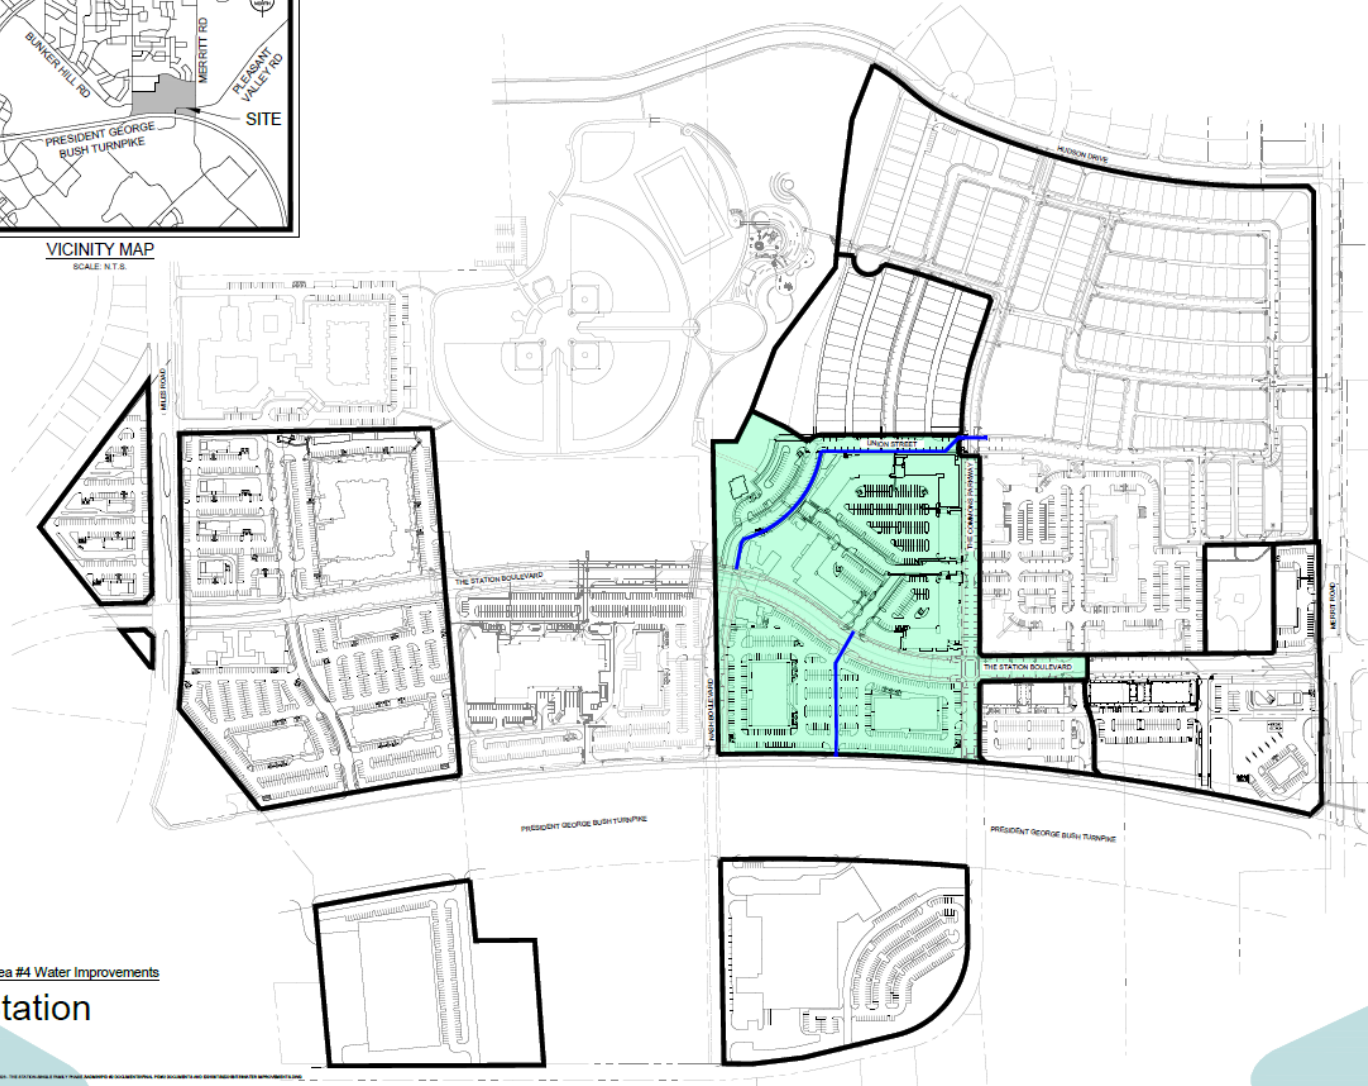 NORTH
BUNKER HILL RD
MERRITT RD
PLEASANT
VALLEY RD
SITE
PRESIDENT GEORGE
BUSH TURNPIKE
VICINITY MAP
SCALE: N.T.S.
HUDSON DRIVE
MILES ROAD
UNION STREET
THE COMMONS PARKWAY
THE STATION BOULEVARD
MERRIT ROAD
THE STATION BOULEVARD
NASH BOULEVARD
PRESIDENT GEORGE BUSH TURNPIKE
PRESIDENT GEORGE BUSH TURNPIKE
ea #4 Water Improvements
tation